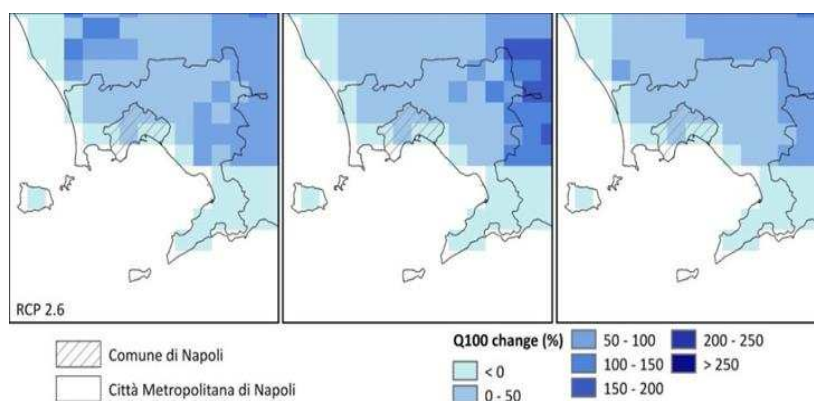 RCP 2.6
Comune di Napoli
Città Metropolitana di Napoli
Q100 change (%)
< 0
0 - 50
50 - 100
100 - 150
150 - 200
200 - 250
> 250